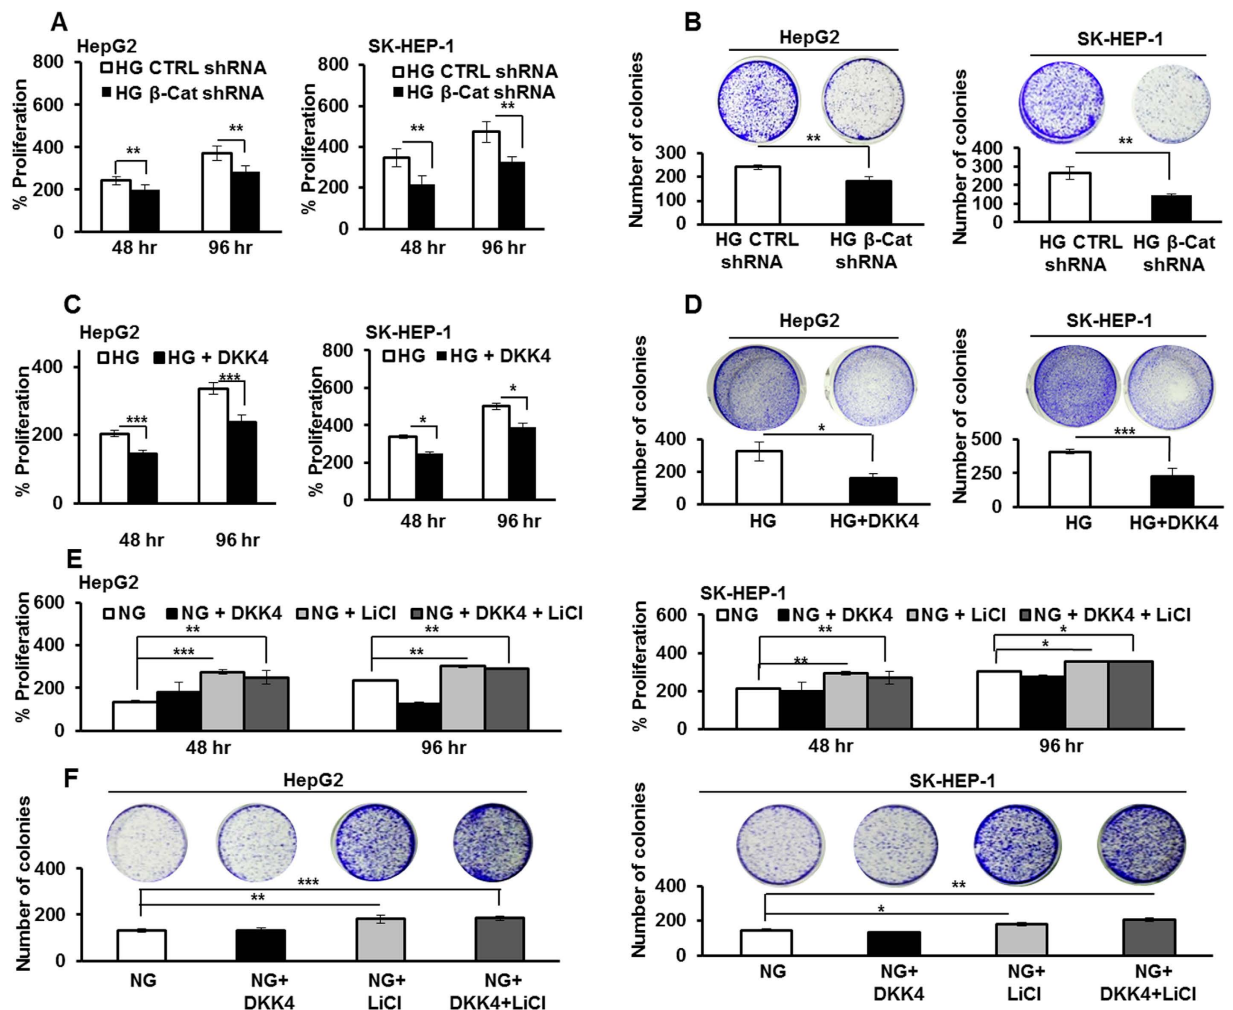 A
HepG2
% Proliferation
800
600
400
200
0
HG CTRL shRNA
HG β-Cat shRNA
**
**
48 hr
96 hr
SK-HEP-1
% Proliferation
800
600
400
200
0
HG CTRL shRNA
HG β-Cat shRNA
**
**
48 hr
96 hr
B
HepG2
Number of colonies
300
200
100
0
**
HG CTRL
shRNA
HG β-Cat
shRNA
SK-HEP-1
Number of colonies
400
300
200
100
0
**
HG CTRL
shRNA
HG β-Cat
shRNA
C
HepG2
% Proliferation
400
200
0
HG
HG + DKK4
***
***
48 hr
96 hr
SK-HEP-1
% Proliferation
800
600
400
200
0
HG
HG + DKK4
*
*
48 hr
96 hr
D
HepG2
Number of colonies
400
200
0
*
HG
HG+DKK4
SK-HEP-1
Number of colonies
500
250
0
***
HG
HG+DKK4
E
HepG2
% Proliferation
600
400
200
0
NG
NG + DKK4
NG + LiCl
NG + DKK4 + LiCl
**
***
**
**
48 hr
96 hr
SK-HEP-1
% Proliferation
600
400
200
0
NG
NG + DKK4
NG + LiCl
NG + DKK4 + LiCl
**
**
*
*
48 hr
96 hr
F
HepG2
Number of colonies
400
200
0
***
**
NG
NG+
DKK4
NG+
LiCl
NG+
DKK4+LiCl
SK-HEP-1
Number of colonies
400
200
0
**
*
NG
NG+
DKK4
NG+
LiCl
NG+
DKK4+LiCl